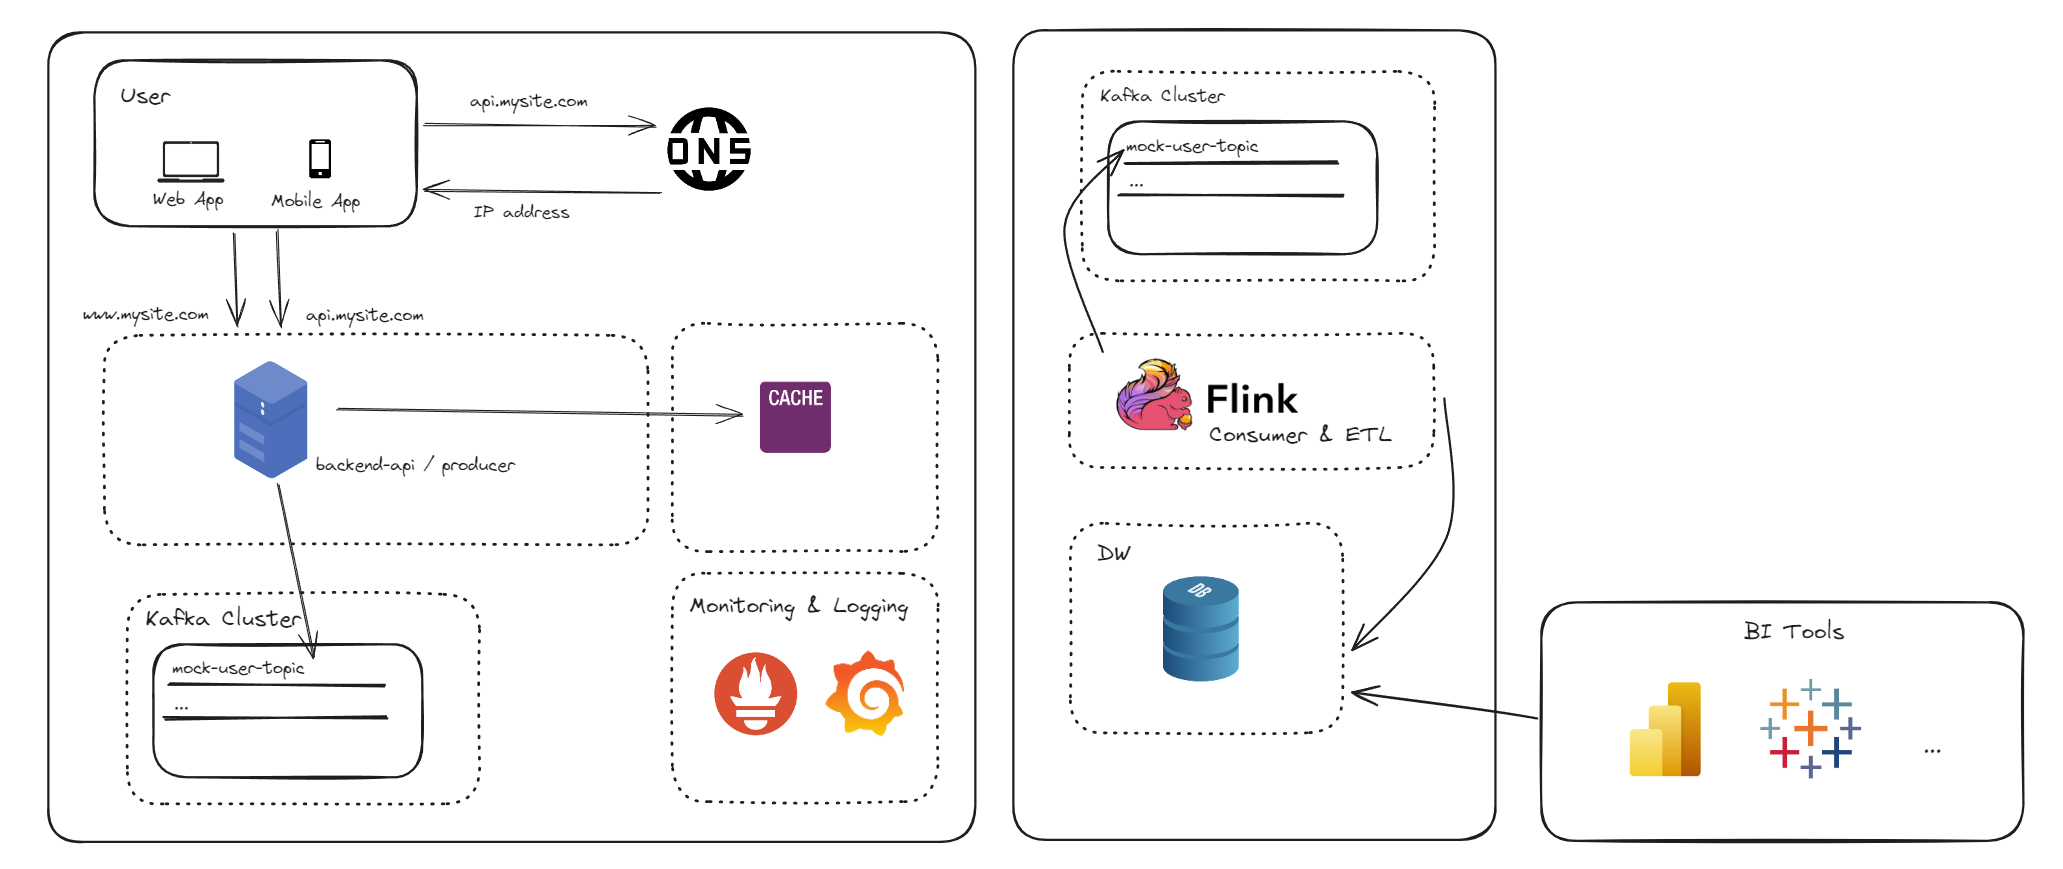 User
Web App
Mobile App
api.mysite.com
DNS
IP address
www.mysite.com
api.mysite.com
backend-api / producer
CACHE
Kafka Cluster
mock-user-topic
...
Monitoring & Logging
Kafka Cluster
mock-user-topic
...
Flink
Consumer & ETL
DW
DB
BI Tools
...